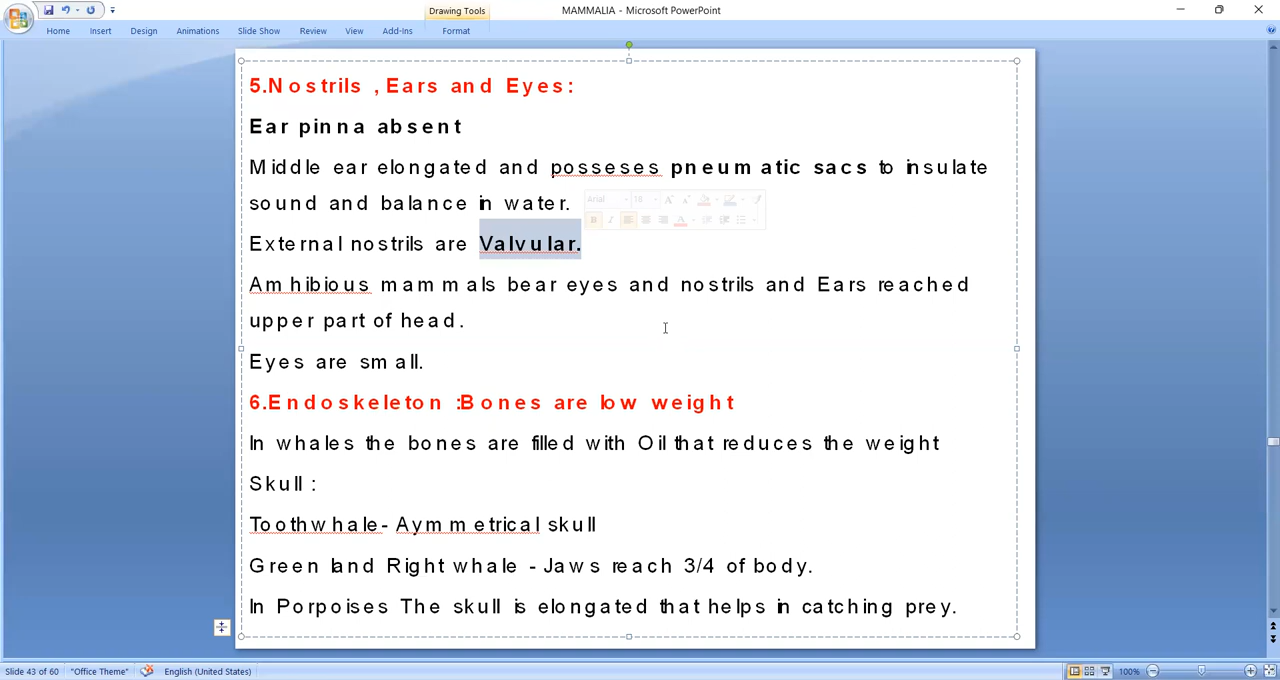 Drawing Tools
MAMMALIA - Microsoft PowerPoint
Home Insert Design Animations Slide Show Review View Add-Ins Format
5.Nostrils ,Ears and Eyes:
Ear pinna absent
Middle ear elongated and posseses pneumatic sacs to insulate
sound and balance in water.
Arial 18
External nostrils are Valvular.
Amhibious mammals bear eyes and nostrils and Ears reached
upper part of head.
Eyes are small.
6.Endoskeleton :Bones are low weight
In whales the bones are filled with Oil that reduces the weight
Skull :
Toothwhale- Aymmetrical skull
Green land Right whale - Jaws reach 3/4 of body.
In Porpoises The skull is elongated that helps in catching prey.
Slide 43 of 60 "Office Theme" English (United States) 100%